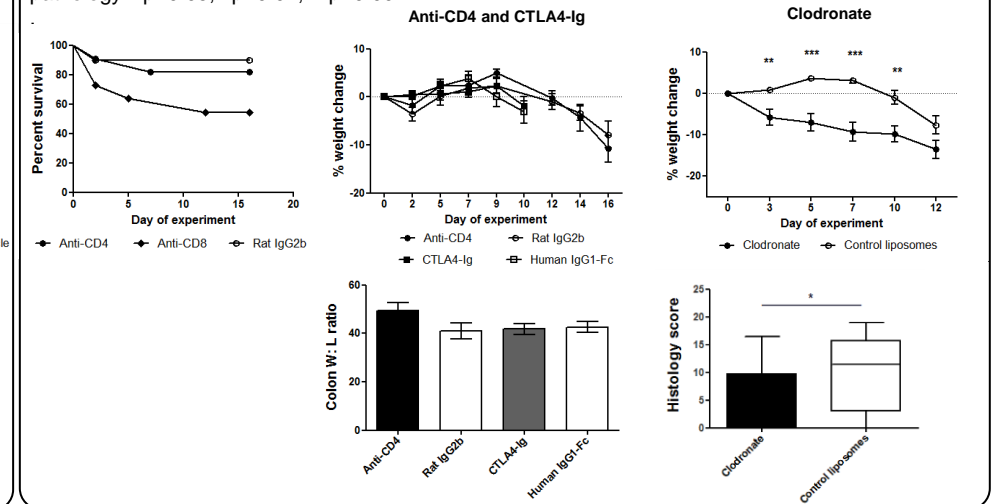 Anti-CD4 and CTLA4-Ig
Clodronate
Percent survival
100
80
60
40
20
0
0 5 10 15 20
Day of experiment
Anti-CD4 Anti-CD8 Rat IgG2b
le
% weight change
10
0
-10
-20
0 2 5 7 9 10 12 14 16
Day of experiment
Anti-CD4 Rat IgG2b
CTLA4-Ig Human IgG1-Fc
% weight change
10
0
-10
-20
** *** *** **
0 3 5 7 10 12
Day of experiment
Clodronate Control liposomes
Colon W: L ratio
60
40
20
0
Anti-CD4 Rat IgG2b CTLA4-Ig Human IgG1-Fc
Histology score
25
20
15
10
5
0
*
Clodronate Control liposomes